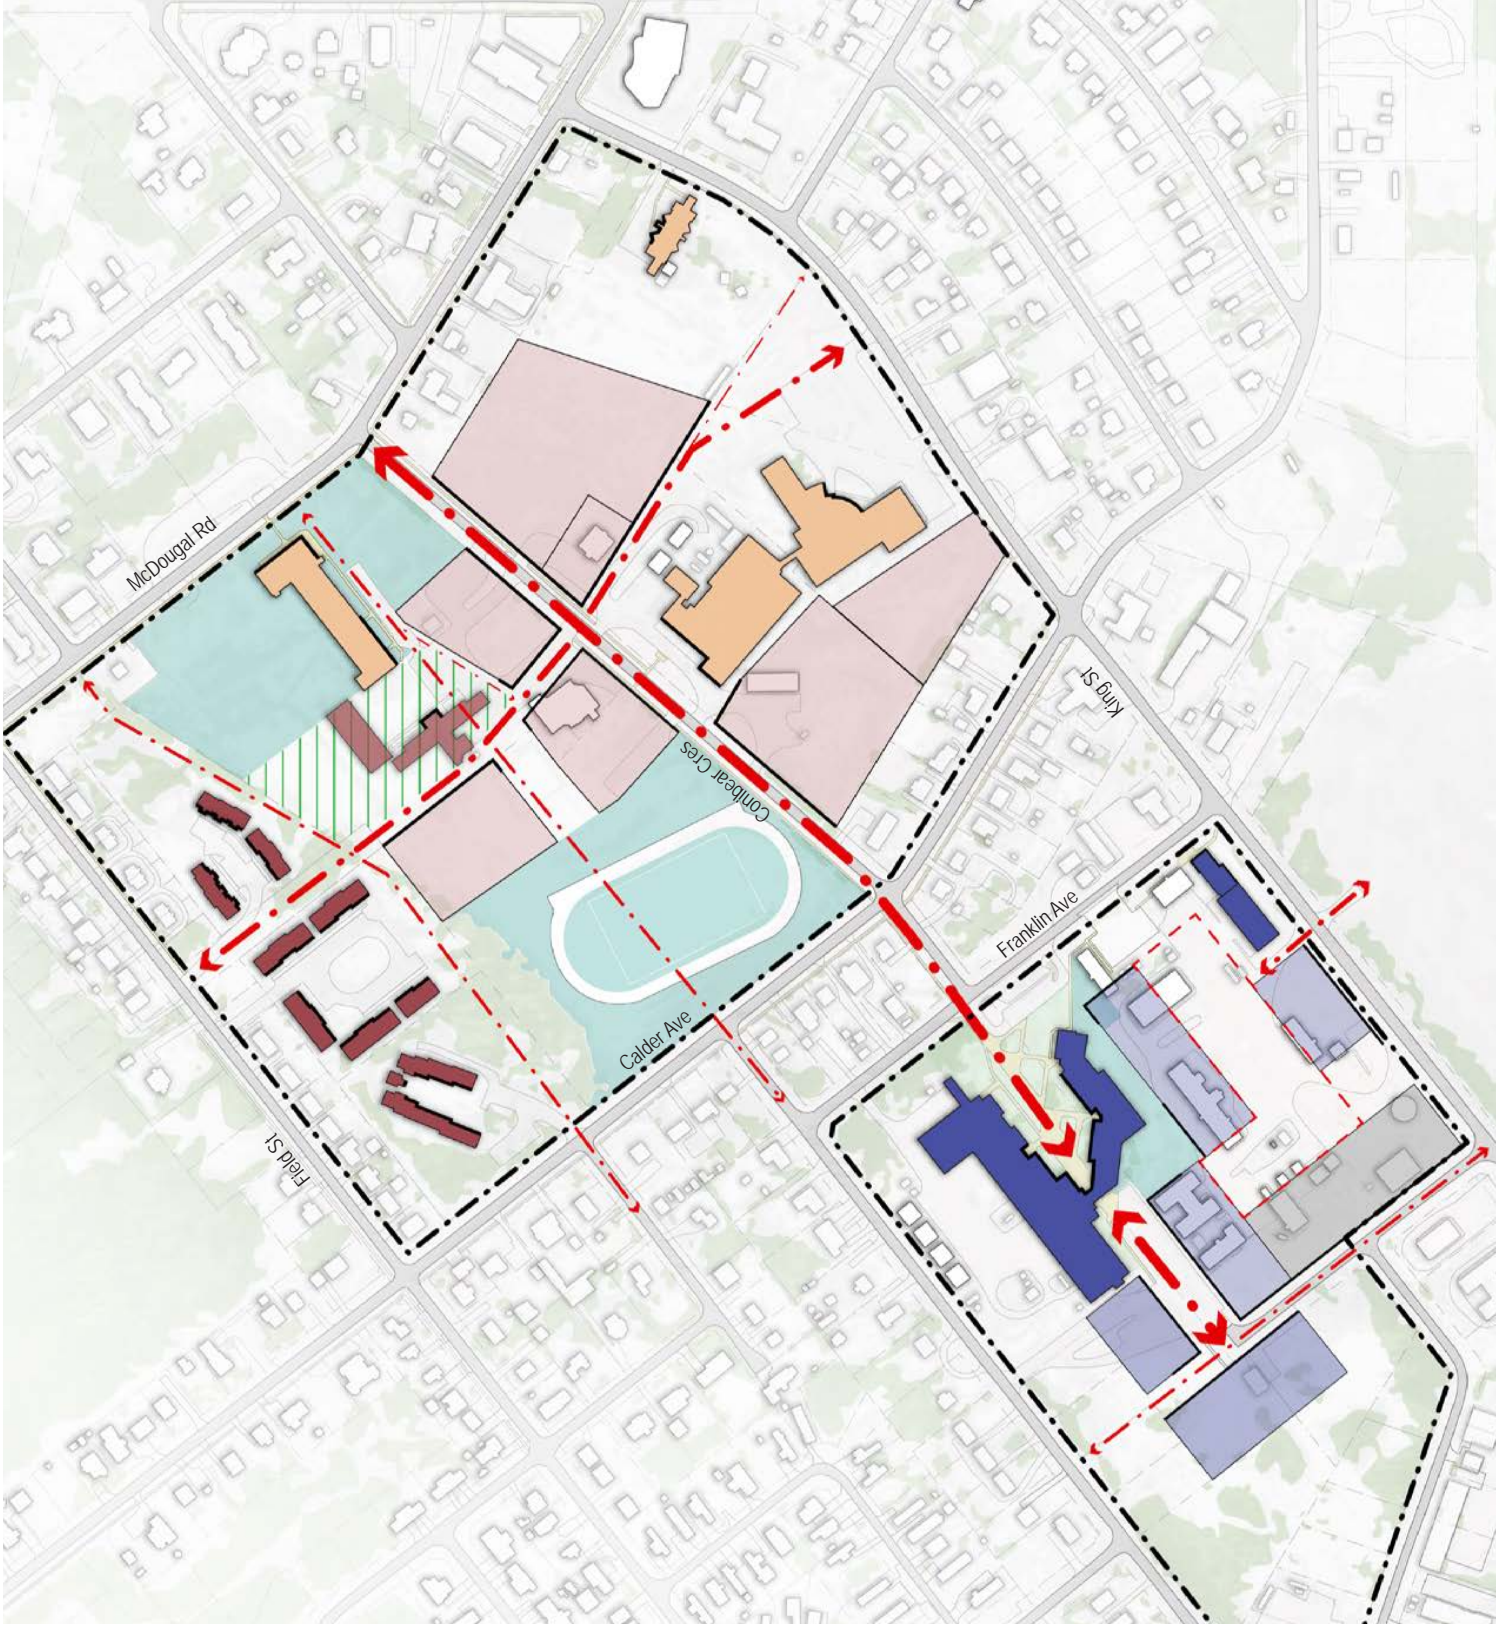 McDougal Rd
King St
Conibear Cres
Franklin Ave
Calder Ave
Field St